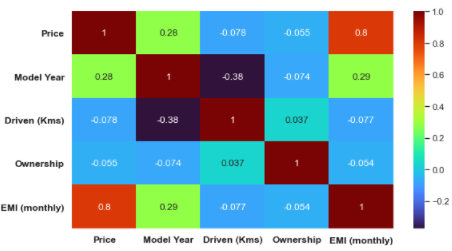 Price 1 0.28 -0.078 -0.055 0.8
Model Year 0.28 1 -0.38 -0.074 0.29
Driven (Kms) -0.078 -0.38 1 0.037 -0.077
Ownership -0.055 -0.074 0.037 1 -0.054
EMI (monthly) 0.8 0.29 -0.077 -0.054 1
Price Model Year Driven (Kms) Ownership EMI (monthly)
1.0
0.8
0.6
0.4
0.2
0.0
-0.2